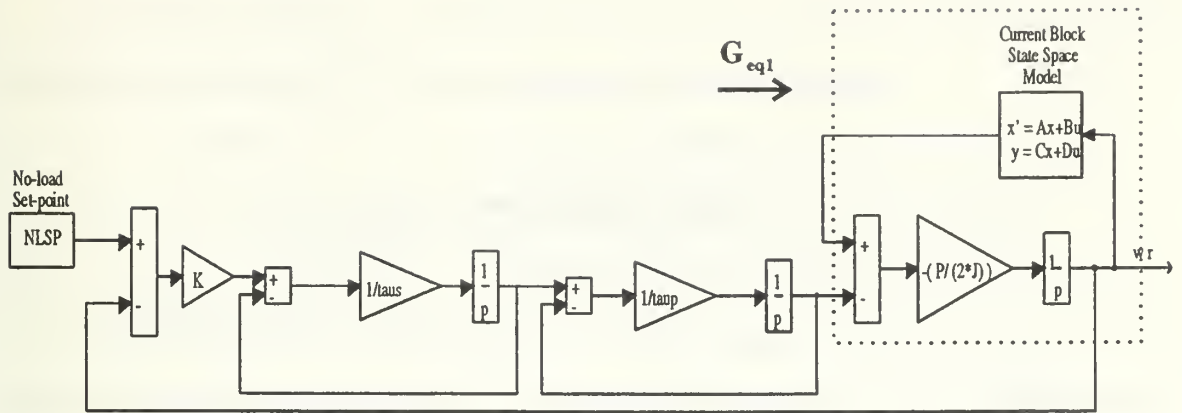 G eq1
Current Block
State Space
Model
x' = Ax+Bu
y = Cx+Du
No-load
Set-point
NLSP
+
-
K
+
-
1/taus
1
p
+
-
1/taup
1
p
+
-
-( P/ (2*J) )
1
p
w r